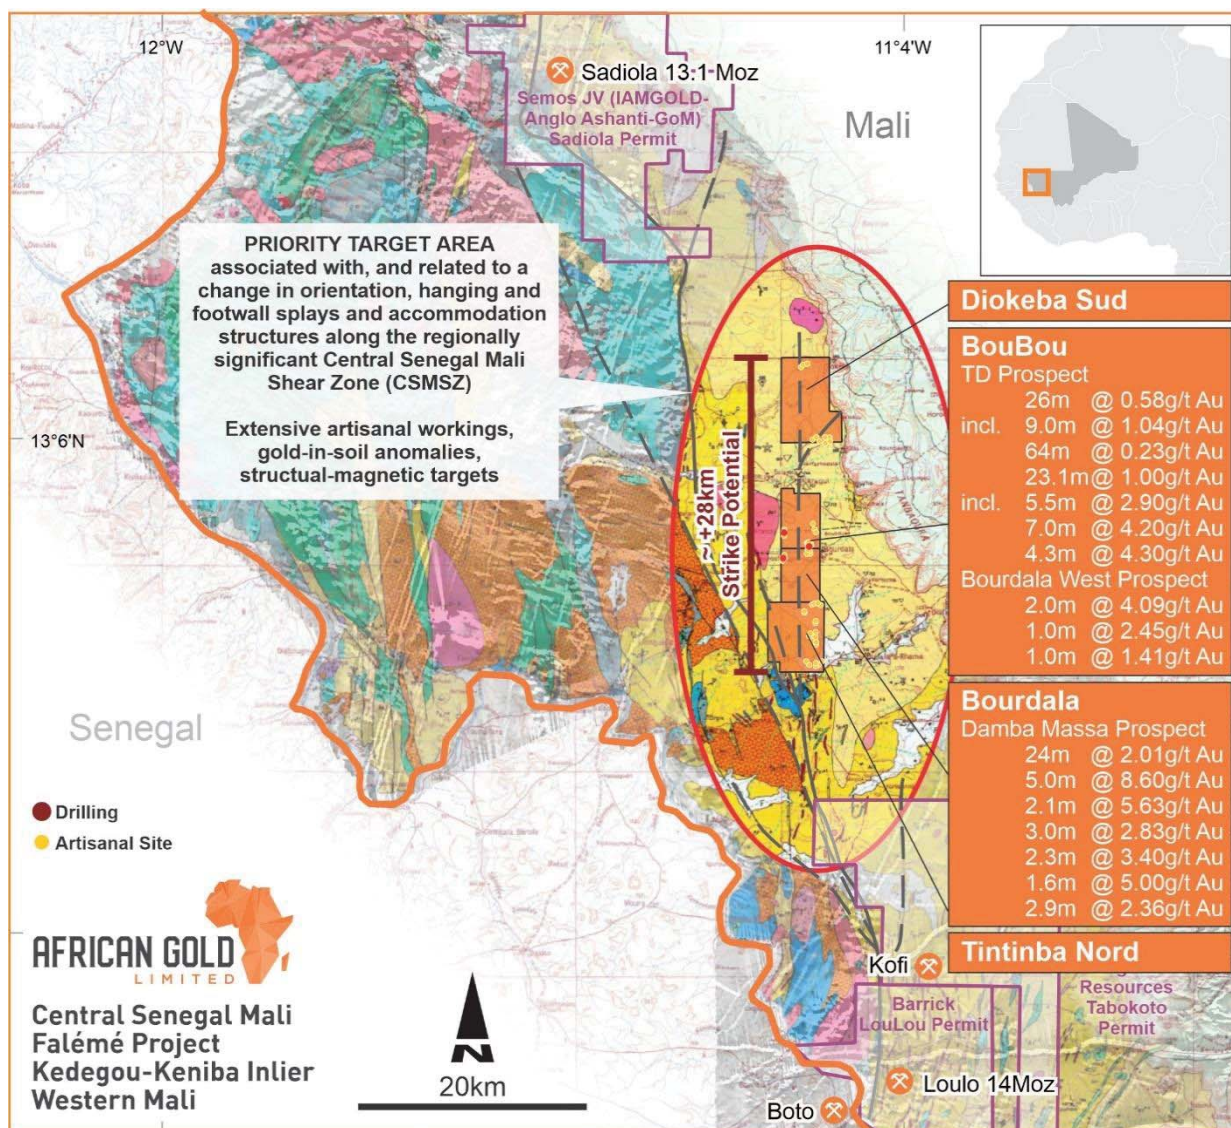 12°W
11°4'W
Sadiola 13.1 Moz
Semos JV (IAMGOLD-
Anglo Ashanti-GoM)
Sadiola Permit
Mali
PRIORITY TARGET AREA
associated with, and related to a
change in orientation, hanging and
footwall splays and accommodation
structures along the regionally
significant Central Senegal Mali
Shear Zone (CSMSZ)
Extensive artisanal workings,
gold-in-soil anomalies,
structual-magnetic targets
13°6'N
~ +28km
Strike Potential
Diokeba Sud
BouBou
TD Prospect
26m @ 0.58g/t Au
incl. 9.0m @ 1.04g/t Au
64m @ 0.23g/t Au
23.1m @ 1.00g/t Au
incl. 5.5m @ 2.90g/t Au
7.0m @ 4.20g/t Au
4.3m @ 4.30g/t Au
Bourdala West Prospect
2.0m @ 4.09g/t Au
1.0m @ 2.45g/t Au
1.0m @ 1.41g/t Au
Bourdala
Damba Massa Prospect
24m @ 2.01g/t Au
5.0m @ 8.60g/t Au
2.1m @ 5.63g/t Au
3.0m @ 2.83g/t Au
2.3m @ 3.40g/t Au
1.6m @ 5.00g/t Au
2.9m @ 2.36g/t Au
Tintinba Nord
Senegal
Drilling
Artisanal Site
AFRICAN GOLD
LIMITED
Central Senegal Mali
Falémé Project
Kedegou-Keniba Inlier
Western Mali
N
20km
Kofi
Barrick
LouLou Permit
Resources
Tabokoto
Permit
Loulo 14Moz
Boto